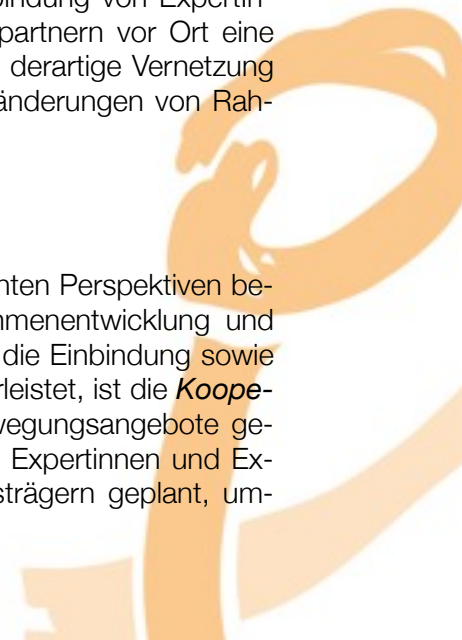 bindung von Expertin-
partnern vor Ort eine
derartige Vernetzung
änderungen von Rah-
nten Perspektiven be-
mmenentwicklung und
die Einbindung sowie
rleistet, ist die Koope-
wegungsangebote ge-
Expertinnen und Ex-
strägern geplant, um-